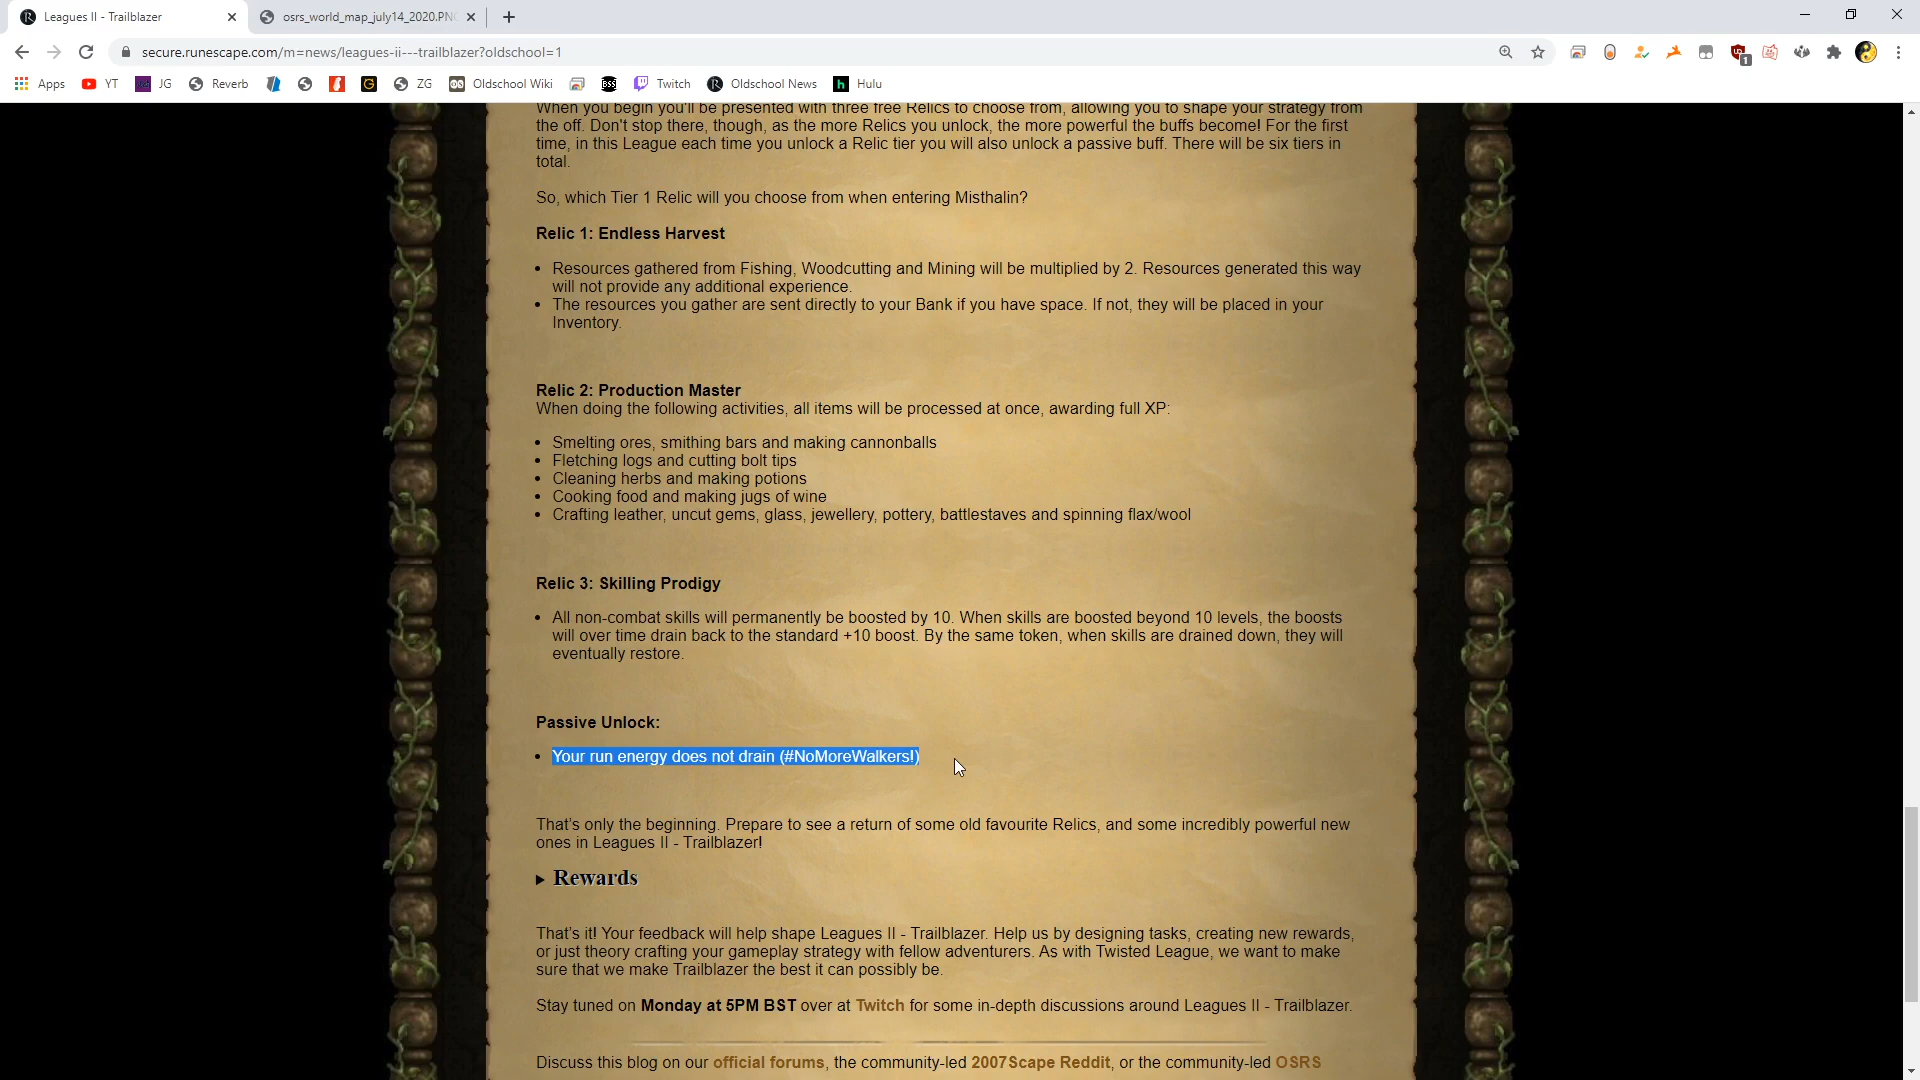 Leagues II - Trailblazer
osrs_world_map_july14_2020.PN
secure.runescape.com/m=news/leagues-ii---trailblazer?oldschool=1
1
Apps YT JG Reverb ZG Oldschool Wiki Twitch Oldschool News Hulu
When you begin you'll be presented with three free Relics to choose from, allowing you to shape your strategy from
the off. Don't stop there, though, as the more Relics you unlock, the more powerful the buffs become! For the first
time, in this League each time you unlock a Relic tier you will also unlock a passive buff. There will be six tiers in
total.
So, which Tier 1 Relic will you choose from when entering Misthalin?
Relic 1: Endless Harvest
• Resources gathered from Fishing, Woodcutting and Mining will be multiplied by 2. Resources generated this way
will not provide any additional experience.
• The resources you gather are sent directly to your Bank if you have space. If not, they will be placed in your
Inventory.
Relic 2: Production Master
When doing the following activities, all items will be processed at once, awarding full XP:
• Smelting ores, smithing bars and making cannonballs
• Fletching logs and cutting bolt tips
• Cleaning herbs and making potions
• Cooking food and making jugs of wine
• Crafting leather, uncut gems, glass, jewellery, pottery, battlestaves and spinning flax/wool
Relic 3: Skilling Prodigy
• All non-combat skills will permanently be boosted by 10. When skills are boosted beyond 10 levels, the boosts
will over time drain back to the standard +10 boost. By the same token, when skills are drained down, they will
eventually restore.
Passive Unlock:
• Your run energy does not drain (#NoMoreWalkers!)
That's only the beginning. Prepare to see a return of some old favourite Relics, and some incredibly powerful new
ones in Leagues II - Trailblazer!
Rewards
That's it! Your feedback will help shape Leagues II - Trailblazer. Help us by designing tasks, creating new rewards,
or just theory crafting your gameplay strategy with fellow adventurers. As with Twisted League, we want to make
sure that we make Trailblazer the best it can possibly be.
Stay tuned on Monday at 5PM BST over at Twitch for some in-depth discussions around Leagues II - Trailblazer.
Discuss this blog on our official forums, the community-led 2007Scape Reddit, or the community-led OSRS